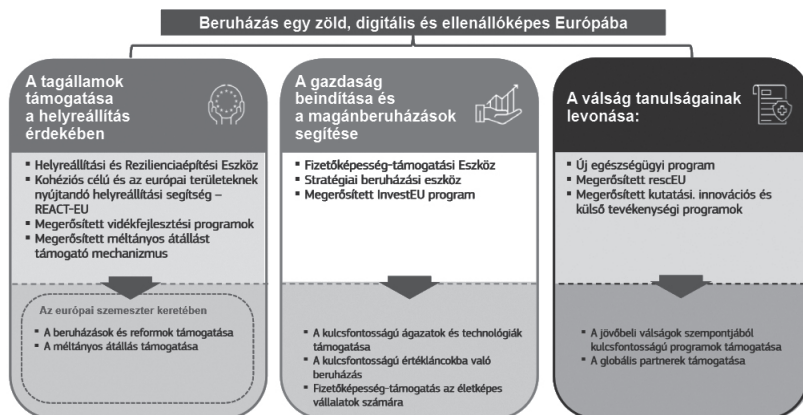 Beruházás egy zöld, digitális és ellenállóképes Európába
A tagállamok
támogatása
a helyreállítás
érdekében
▪ Helyreállítási és Rezilienciaépítési Eszköz
▪ Kohéziós célú és az európai területeknek
nyújtandó helyreállítási segítség –
REACT-EU
▪ Megerősített vidékfejlesztési programok
▪ Megerősített méltányos átállást
támogató mechanizmus
Az európai szemeszter keretében
▪ A beruházások és reformok támogatása
▪ A méltányos átállás támogatása
A gazdaság
beindítása és
a magánberuházások
segítése
▪ Fizetőképesség-támogatási Eszköz
▪ Stratégiai beruházási eszköz
▪ Megerősített InvestEU program
▪ A kulcsfontosságú ágazatok és technológiák
támogatása
▪ A kulcsfontosságú értékláncokba való
beruházás
▪ Fizetőképesség-támogatás az életképes
vállalatok számára
A válság tanulságainak
levonása:
▪ Új egészségügyi program
▪ Megerősített rescEU
▪ Megerősített kutatási. innovációs és
külső tevékenységi programok
▪ A jövőbeli válságok szempontjából
kulcsfontosságú programok támogatása
▪ A globális partnerek támogatása